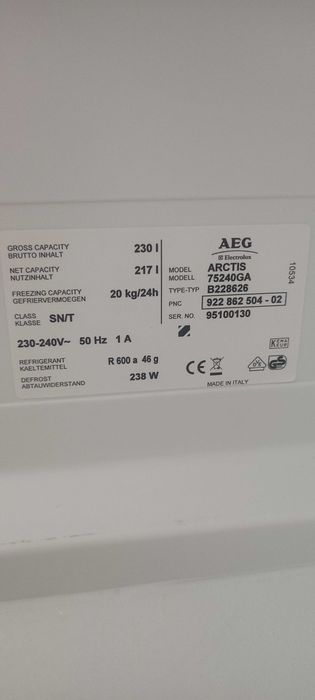 GROSS CAPACITY
BRUTTO INHALT 230 l
NET CAPACITY
NUTZINHALT 217 l
FREEZING CAPACITY
GEFRIERVERMOEGEN 20 kg/24h
CLASS
KLASSE SN/T
230-240V~ 50 Hz 1 A
REFRIGERANT
KAELTEMITTEL R 600 a 46 g
DEFROST
ABTAUWIDERSTAND 238 W
AEG
Electrolux
MODEL ARCTIS
MODELL 75240GA
TYPE-TYP B228626
PNC 922 862 504 - 02
SER. NO. 95100130
10534
CE
MADE IN ITALY